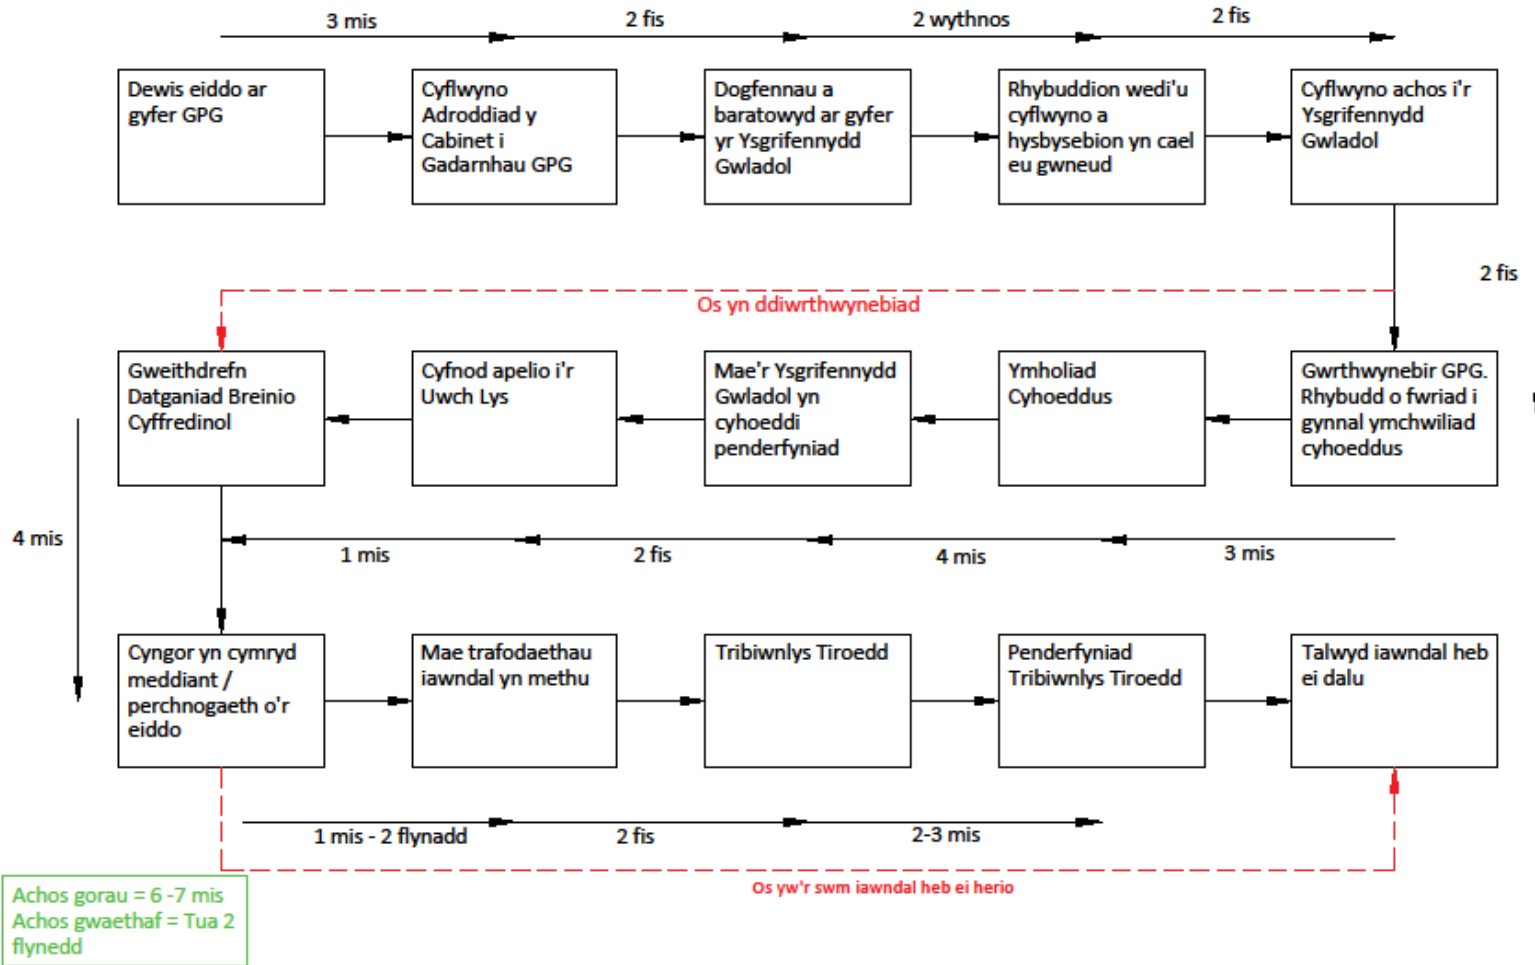 3 mis
2 fis
2 wythnos
2 fis
Dewis eiddo ar
gyfer GPG
Cyflwyno
Adroddiad y
Cabinet i
Gadarnhau GPG
Dogfennau a
baratowyd ar gyfer
yr Ysgrifennydd
Gwladol
Rhybuddion wedi'u
cyflwyno a
hysbysebion yn cael
eu gwneud
Cyflwyno achos i'r
Ysgrifennydd
Gwladol
2 fis
Os yn ddiwrthwynebiad
Gweithdrefn
Datganiad Breinio
Cyffredinol
Cyfnod apelio i'r
Uwch Lys
Mae'r Ysgrifennydd
Gwladol yn
cyhoeddi
penderfyniad
Ymholiad
Cyhoeddus
Gwrthwynebir GPG.
Rhybudd o fwriad i
gynnal ymchwiliad
cyhoeddus
4 mis
1 mis
2 fis
4 mis
3 mis
Cyngor yn cymryd
meddiant /
perchnogaeth o'r
eiddo
Mae trafodaethau
iawndal yn methu
Tribiwnlys Tiroedd
Penderfyniad
Tribiwnlys Tiroedd
Talwyd iawndal heb
ei dalu
1 mis - 2 flynadd
2 fis
2-3 mis
Os yw'r swm iawndal heb ei herio
Achos gorau = 6 -7 mis
Achos gwaethaf = Tua 2
flynedd